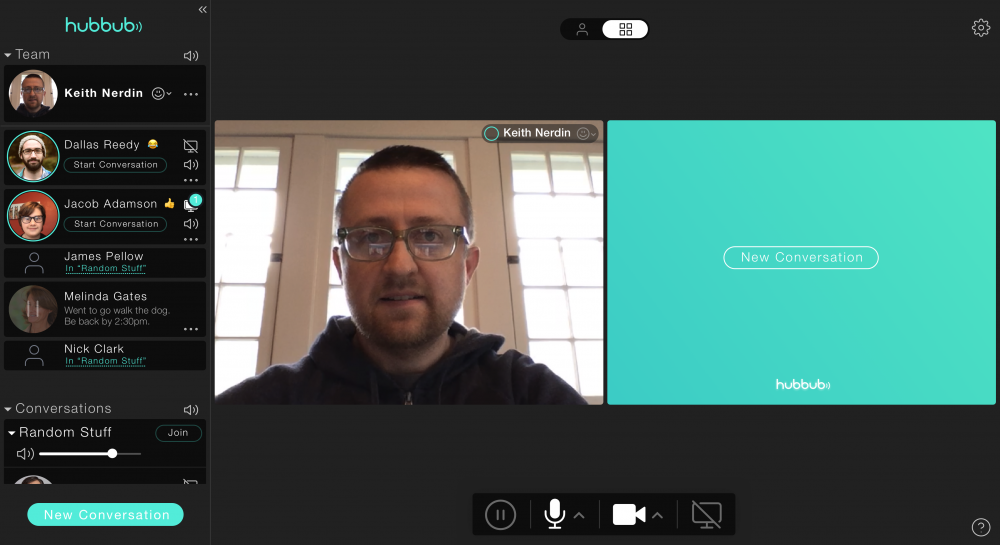 hubbub
Team
Keith Nerdin
Dallas Reedy
Start Conversation
Jacob Adamson
1
Start Conversation
James Pellow
In "Random Stuff"
Melinda Gates
Went to go walk the dog.
Be back by 2:30pm.
Nick Clark
In "Random Stuff"
Conversations
Random Stuff
Join
New Conversation
Keith Nerdin
New Conversation
hubbub
?